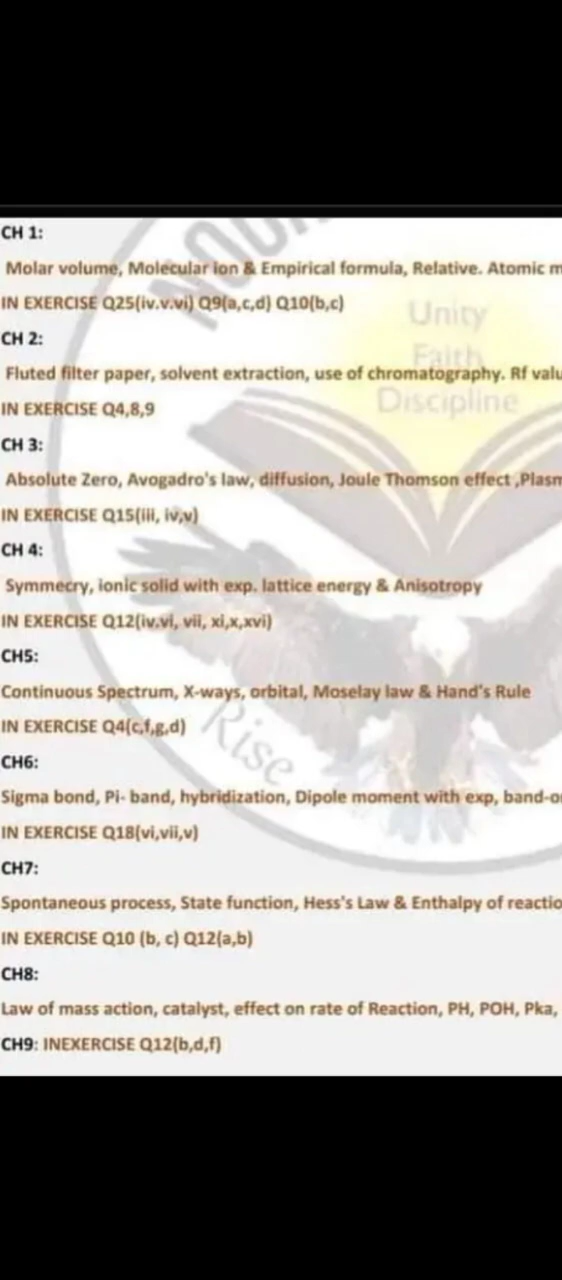 CH 1:
Molar volume, Molecular ion & Empirical formula, Relative. Atomic m
IN EXERCISE Q25(iv.v.vi) Q9(a,c,d) Q10(b,c)
Unity
CH 2:
Faith
Fluted filter paper, solvent extraction, use of chromatography. Rf valu
Discipline
IN EXERCISE Q4,8,9
CH 3:
Absolute Zero, Avogadro's law, diffusion, Joule Thomson effect ,Plasm
IN EXERCISE Q15(iii, iv,v)
CH 4:
Symmecry, ionic solid with exp. lattice energy & Anisotropy
IN EXERCISE Q12(iv.vi, vii, xi,x,xvi)
CH5:
Continuous Spectrum, X-ways, orbital, Moselay law & Hand's Rule
IN EXERCISE Q4(c,f,g,d)
Rise
CH6:
Sigma bond, Pi- band, hybridization, Dipole moment with exp, band-o
IN EXERCISE Q18(vi,vii,v)
CH7:
Spontaneous process, State function, Hess's Law & Enthalpy of reactio
IN EXERCISE Q10 (b, c) Q12(a,b)
CH8:
Law of mass action, catalyst, effect on rate of Reaction, PH, POH, Pka,
CH9: INEXERCISE Q12(b,d,f)